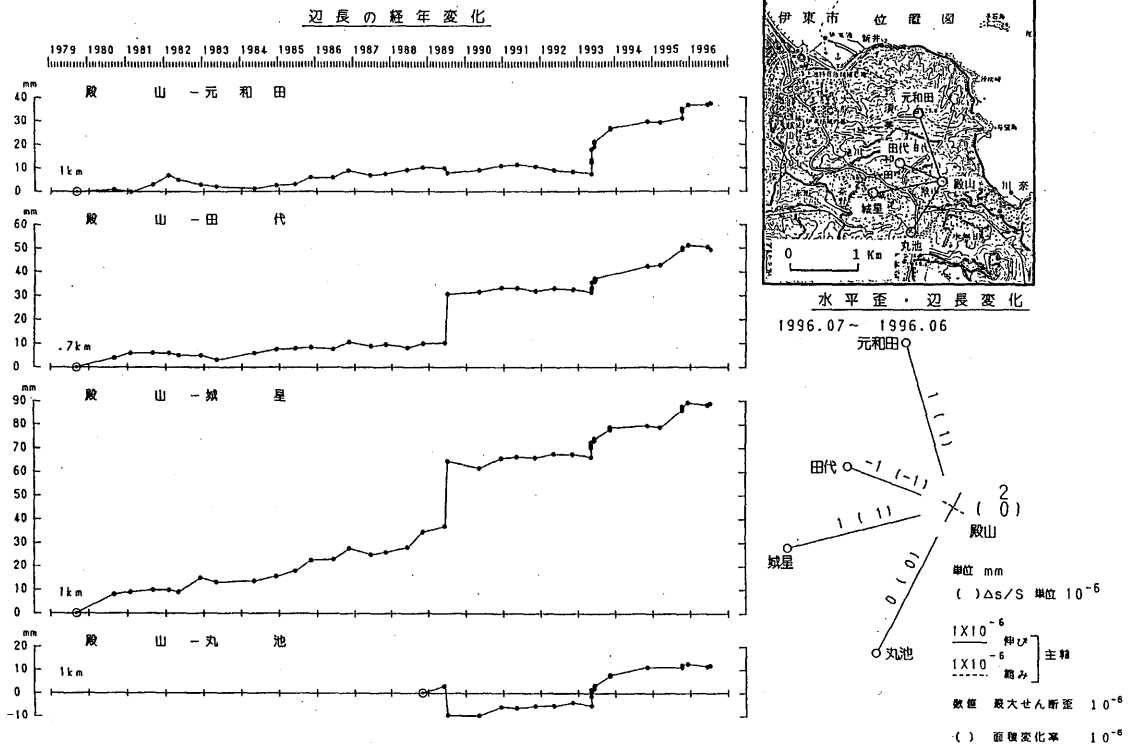 辺長の経年変化
1979 1980 1981 1982 1983 1984 1985 1986 1987 1988 1989 1990 1991 1992 1993 1994 1995 1996
mm
殿山-元和田
40
30
20
10
0
1km
mm
殿山-田代
60
50
40
30
20
10
0
.7km
mm
殿山-城星
90
80
70
60
50
40
30
20
10
0
1km
mm
殿山-丸池
20
10
0
-10
1km
伊東市 位置図
新井
元和田
田代
殿山
殿山
川奈
城星
丸池
0 1 Km
水平歪・辺長変化
1996.07~ 1996.06
元和田
1 (1)
田代
-1 (-1)
2
( 0)
殿山
1 (1)
城星
0 (0)
丸池
単位 mm
( )△s/S 単位 10⁻⁶
1X10⁻⁶ 伸び
1X10⁻⁶ 縮み
主軸
数値 最大せん断歪 10⁻⁶
( ) 面積変化率 10⁻⁶